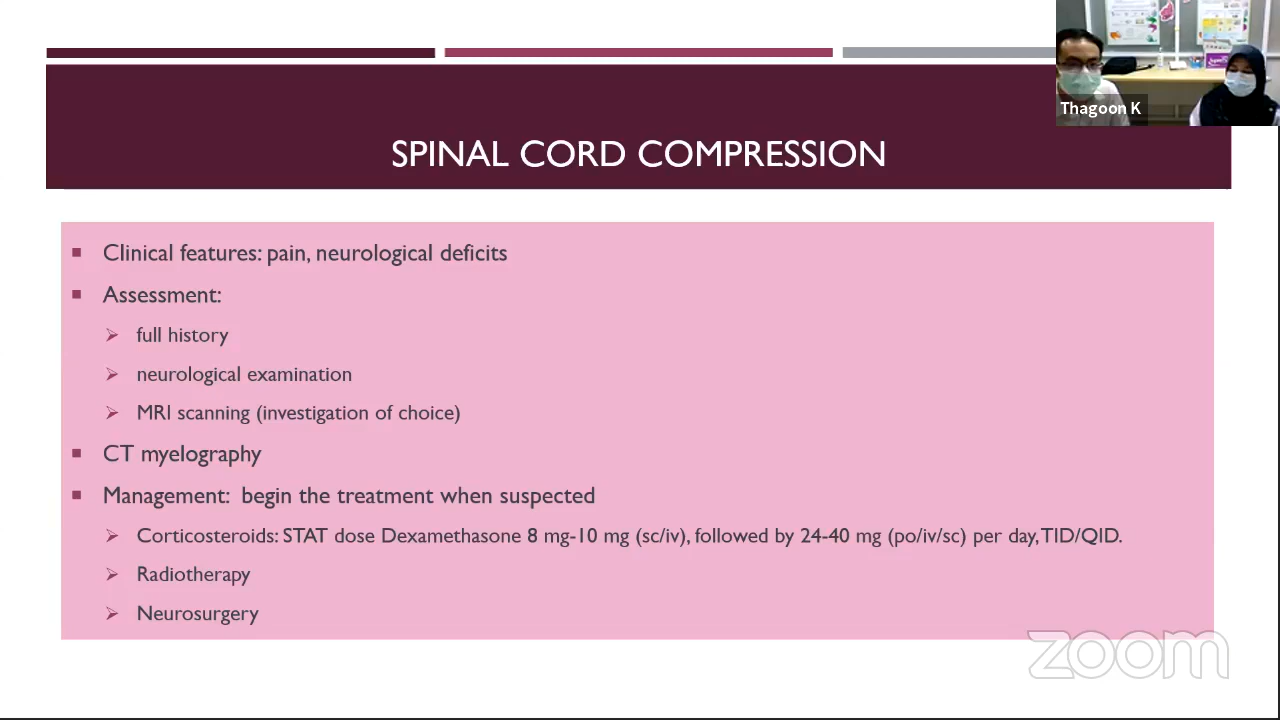 Thagoon K
SPINAL CORD COMPRESSION
Clinical features: pain, neurological deficits
Assessment:
full history
neurological examination
MRI scanning (investigation of choice)
CT myelography
Management: begin the treatment when suspected
Corticosteroids: STAT dose Dexamethasone 8 mg-10 mg (sc/iv), followed by 24-40 mg (po/iv/sc) per day, TID/QID.
Radiotherapy
Neurosurgery
zoom